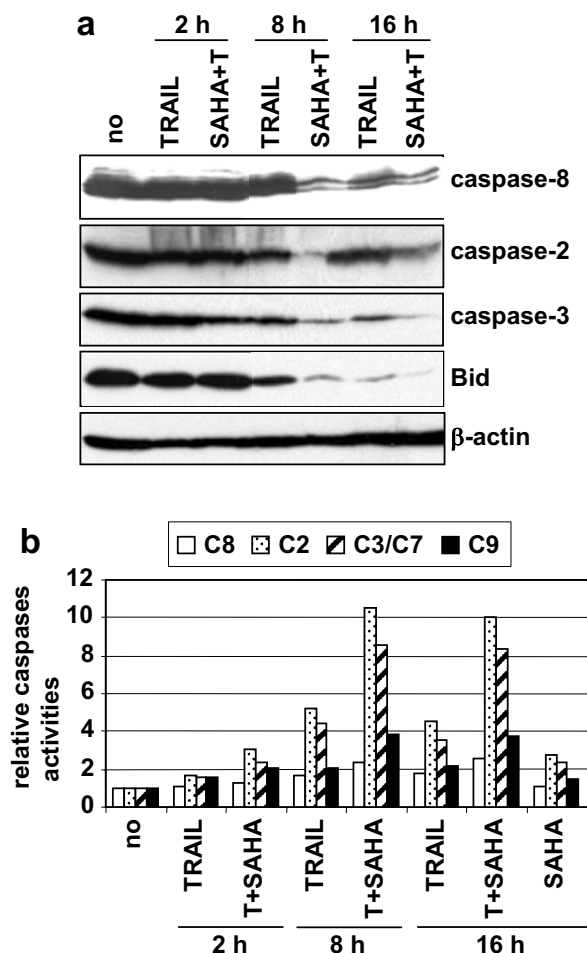 a
2 h 8 h 16 h
no TRAIL SAHA+T TRAIL SAHA+T TRAIL SAHA+T
caspase-8
caspase-2
caspase-3
Bid
β-actin
b
C8 C2 C3/C7 C9
relative caspases
activities
12
10
8
6
4
2
0
no TRAIL T+SAHA TRAIL T+SAHA TRAIL T+SAHA SAHA
2 h 8 h 16 h